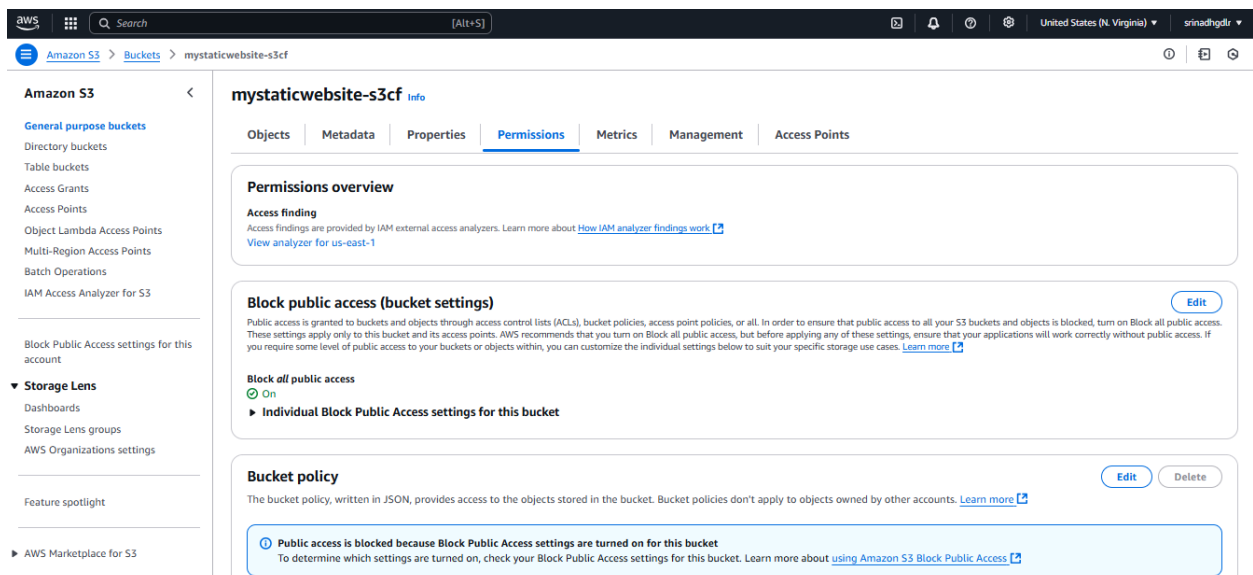 aws
Search
[Alt+S]
United States (N. Virginia) ▼
srinadhgdlr ▼
Amazon S3 > Buckets > mystaticwebsite-s3cf
Amazon S3
General purpose buckets
Directory buckets
Table buckets
Access Grants
Access Points
Object Lambda Access Points
Multi-Region Access Points
Batch Operations
IAM Access Analyzer for S3
Block Public Access settings for this
account
▼ Storage Lens
Dashboards
Storage Lens groups
AWS Organizations settings
Feature spotlight
▶ AWS Marketplace for S3
mystaticwebsite-s3cf Info
Objects
Metadata
Properties
Permissions
Metrics
Management
Access Points
Permissions overview
Access finding
Access findings are provided by IAM external access analyzers. Learn more about How IAM analyzer findings work
View analyzer for us-east-1
Block public access (bucket settings)
Edit
Public access is granted to buckets and objects through access control lists (ACLs), bucket policies, access point policies, or all. In order to ensure that public access to all your S3 buckets and objects is blocked, turn on Block all public access.
These settings apply only to this bucket and its access points. AWS recommends that you turn on Block all public access, but before applying any of these settings, ensure that your applications will work correctly without public access. If
you require some level of public access to your buckets or objects within, you can customize the individual settings below to suit your specific storage use cases. Learn more
Block all public access
On
▶ Individual Block Public Access settings for this bucket
Bucket policy
Edit
Delete
The bucket policy, written in JSON, provides access to the objects stored in the bucket. Bucket policies don't apply to objects owned by other accounts. Learn more
Public access is blocked because Block Public Access settings are turned on for this bucket
To determine which settings are turned on, check your Block Public Access settings for this bucket. Learn more about using Amazon S3 Block Public Access